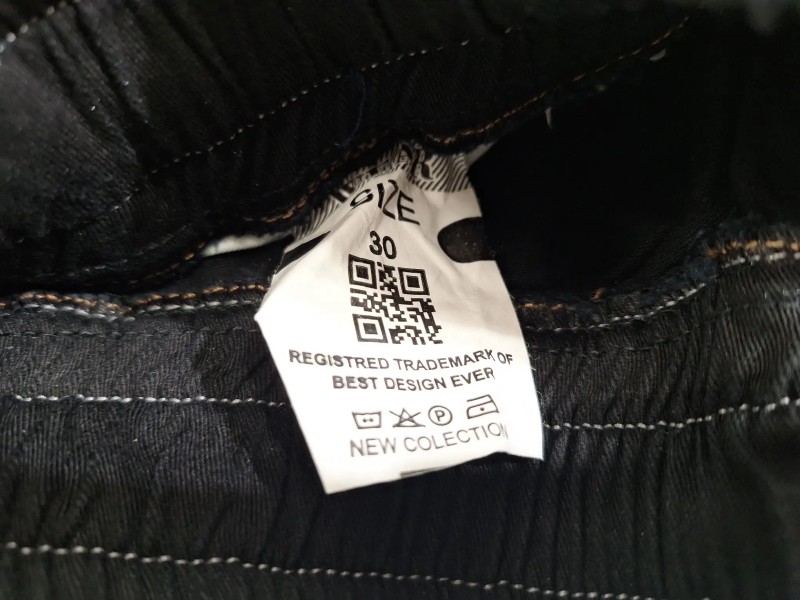 SIZE
30
REGISTRED TRADEMARK OF
BEST DESIGN EVER
NEW COLECTION